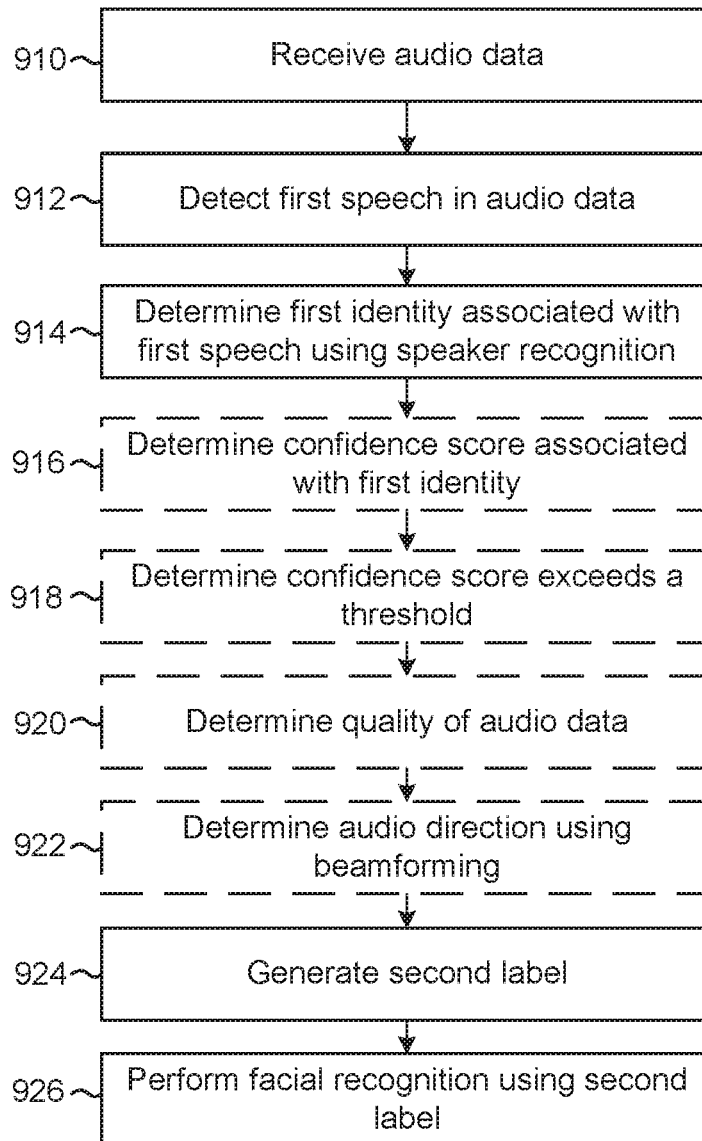 910
Receive audio data
912
Detect first speech in audio data
914
Determine first identity associated with
first speech using speaker recognition
916
Determine confidence score associated
with first identity
918
Determine confidence score exceeds a
threshold
920
Determine quality of audio data
922
Determine audio direction using
beamforming
924
Generate second label
926
Perform facial recognition using second
label